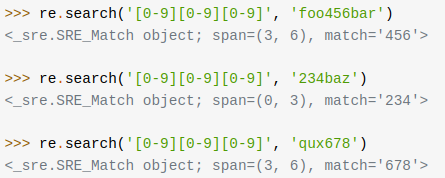 >>> re.search('[0-9][0-9][0-9]', 'foo456bar')
<_sre.SRE_Match object; span=(3, 6), match='456'>
>>> re.search('[0-9][0-9][0-9]', '234baz')
<_sre.SRE_Match object; span=(0, 3), match='234'>
>>> re.search('[0-9][0-9][0-9]', 'qux678')
<_sre.SRE_Match object; span=(3, 6), match='678'>